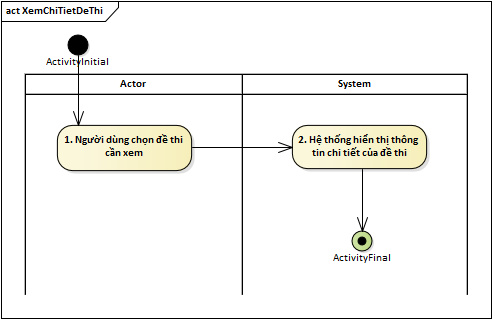 act XemChiTietDeThi
ActivityInitial
Actor
System
1. Người dùng chọn đề thi
cần xem
2. Hệ thống hiển thị thông
tin chi tiết của đề thi
ActivityFinal